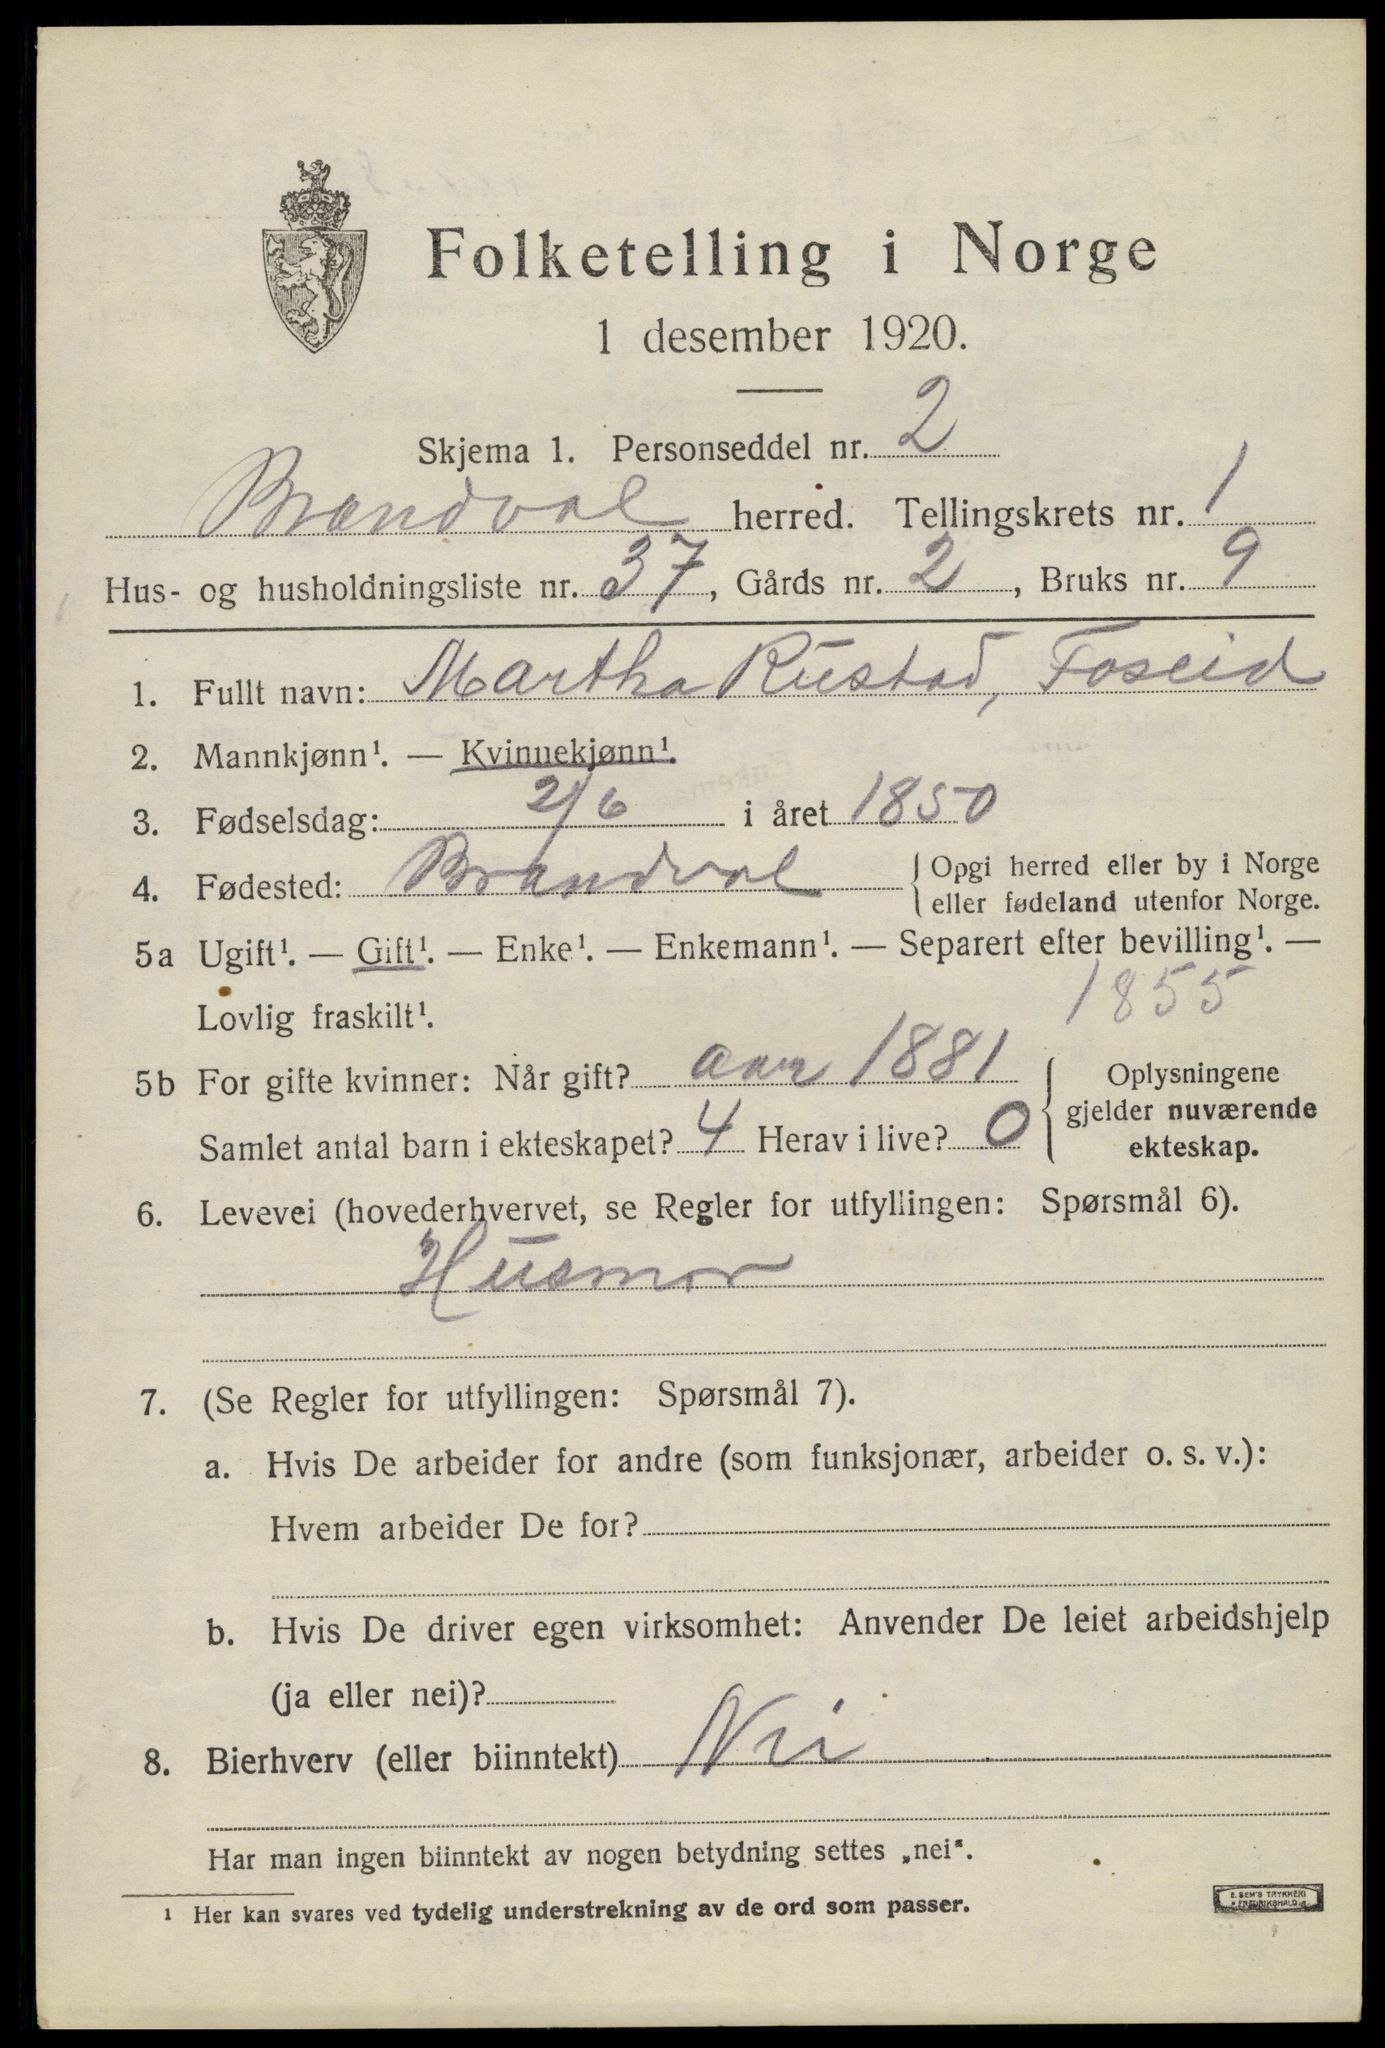 Folketelling i Norge
1 desember 1920.
Skjema 1. Personseddel nr. 2
Brandval herred. Tellingskrets nr. 1
Hus- og husholdningsliste nr. 37, Gårds nr. 2, Bruks nr. 9
1. Fullt navn: Martha Rustad, Foseid
2. Mannkjønn¹. — Kvinnekjønn¹.
3. Fødselsdag: 2/6 i året 1850
4. Fødested: Brandval { Opgi herred eller by i Norge
eller fødeland utenfor Norge.
5a Ugift¹. — Gift¹. — Enke¹. — Enkemann¹. — Separert efter bevilling¹. —
Lovlig fraskilt¹. 1855
5b For gifte kvinner: Når gift? aar 1881 { Oplysningene
gjelder nuværende
ekteskap.
Samlet antal barn i ekteskapet? 4 Herav i live? 0
6. Levevei (hovederhvervet, se Regler for utfyllingen: Spørsmål 6).
Husmor
7. (Se Regler for utfyllingen: Spørsmål 7).
a. Hvis De arbeider for andre (som funksjonær, arbeider o. s. v.):
Hvem arbeider De for?
b. Hvis De driver egen virksomhet: Anvender De leiet arbeidshjelp
(ja eller nei)?
8. Bierhverv (eller biinntekt) Nei
Har man ingen biinntekt av nogen betydning settes „nei“.
¹ Her kan svares ved tydelig understrekning av de ord som passer.
E. SEM'S TRYKKERI
FREDRIKSHALD